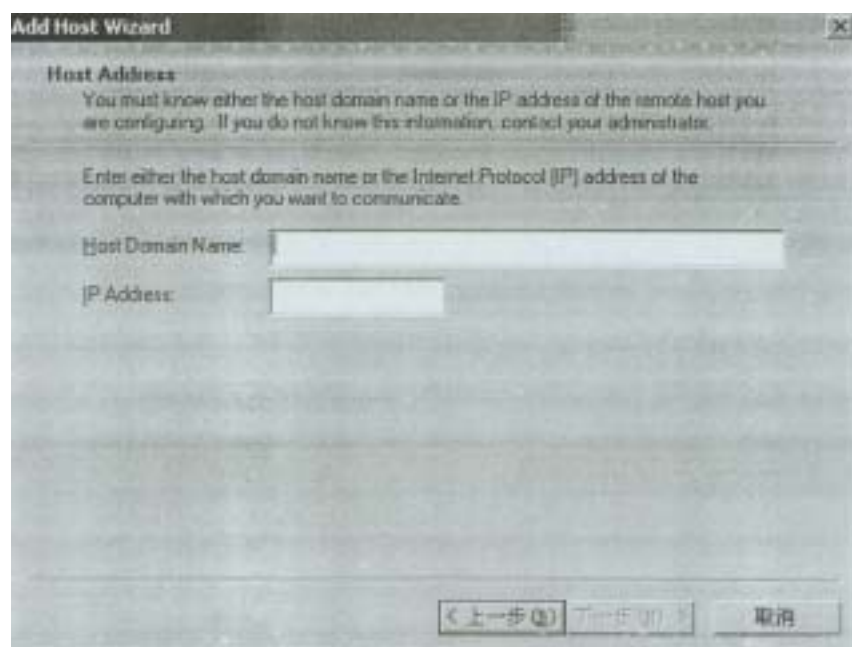 Add Host Wizard
Host Address
You must know either the host domain name or the IP address of the remote host you
are configuring. If you do not know this information, contact your administrator.
Enter either the host domain name or the Internet Protocol (IP) address of the
computer with which you want to communicate.
Host Domain Name:
IP Address:
< 上一步(B) 下一步(N) > 取消